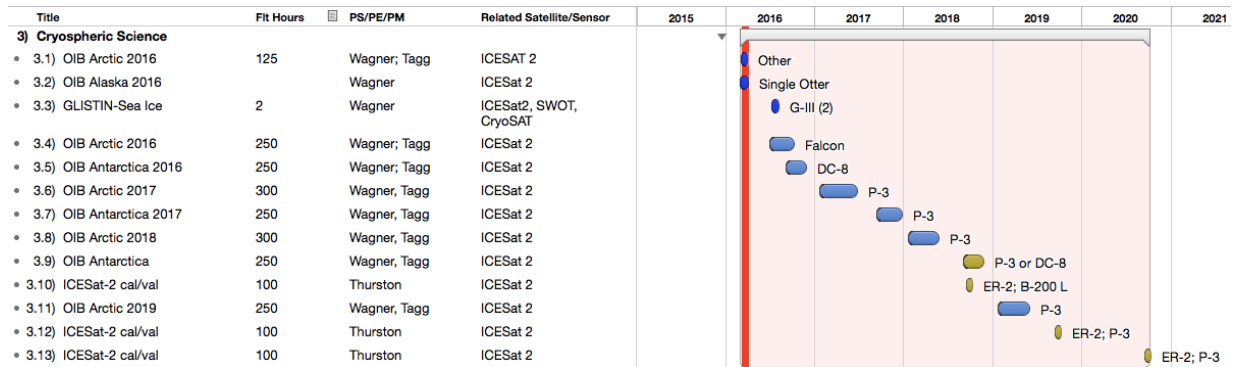 Title Flt Hours PS/PE/PM Related Satellite/Sensor 2015 2016 2017 2018 2019 2020 2021
3) Cryospheric Science
3.1) OIB Arctic 2016 125 Wagner; Tagg ICESAT 2 Other
3.2) OIB Alaska 2016 Wagner ICESat 2 Single Otter
3.3) GLISTIN-Sea Ice 2 Wagner ICESat2, SWOT, G-III (2)
CryoSAT
3.4) OIB Arctic 2016 250 Wagner; Tagg ICESat 2 Falcon
3.5) OIB Antarctica 2016 250 Wagner; Tagg ICESat 2 DC-8
3.6) OIB Arctic 2017 300 Wagner, Tagg ICESat 2 P-3
3.7) OIB Antarctica 2017 250 Wagner, Tagg ICESat 2 P-3
3.8) OIB Arctic 2018 300 Wagner, Tagg ICESat 2 P-3
3.9) OIB Antarctica 250 Wagner, Tagg ICESat 2 P-3 or DC-8
3.10) ICESat-2 cal/val 100 Thurston ICESat 2 ER-2; B-200 L
3.11) OIB Arctic 2019 250 Wagner, Tagg ICESat 2 P-3
3.12) ICESat-2 cal/val 100 Thurston ICESat 2 ER-2; P-3
3.13) ICESat-2 cal/val 100 Thurston ICESat 2 ER-2; P-3